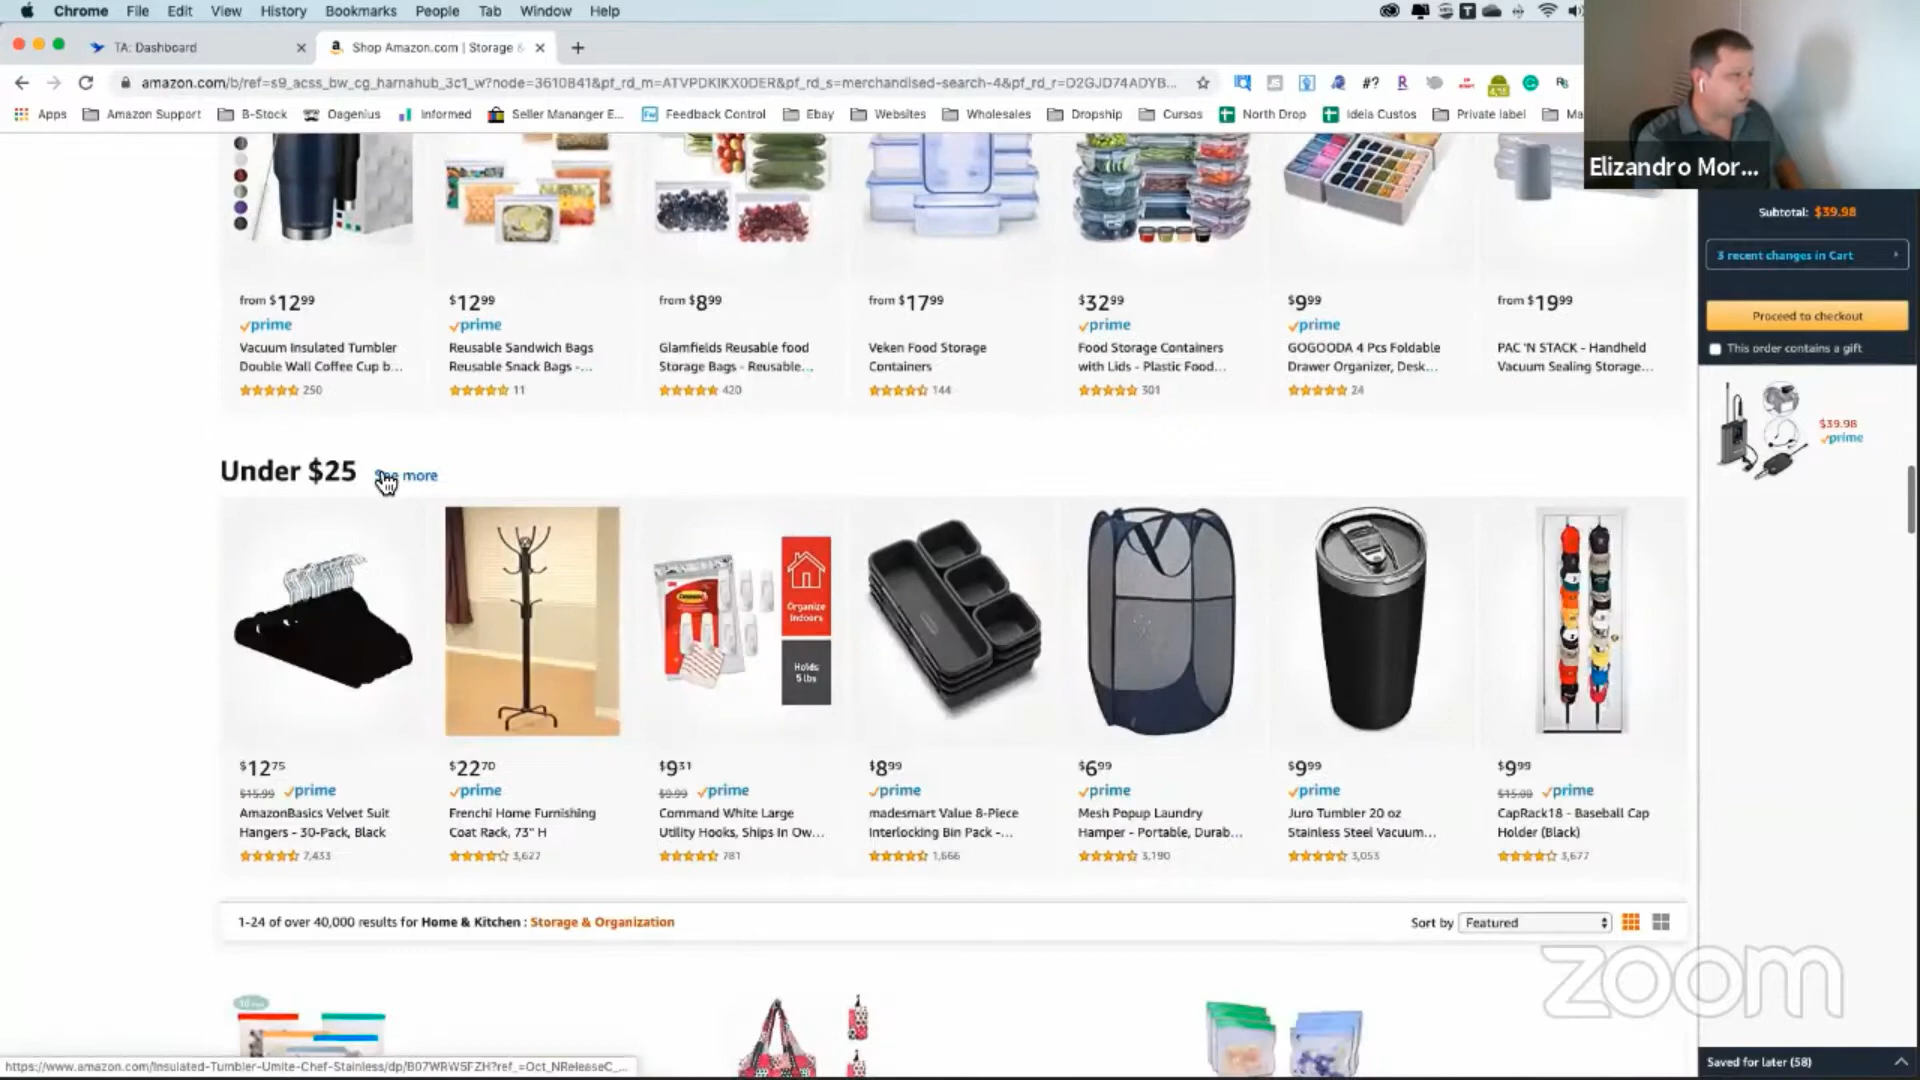 Chrome File Edit View History Bookmarks People Tab Window Help
TA: Dashboard
Shop Amazon.com | Storage &
amazon.com/b/ref=s9_acss_bw_cg_harnahub_3c1_w?node=3610841&pf_rd_m=ATVPDKIKX0DER&pf_rd_s=merchandised-search-4&pf_rd_r=D2GJD74ADYB...
Apps Amazon Support B-Stock Oagenius Informed Seller Mananger E... Feedback Control Ebay Websites Wholesales Dropship Cursos North Drop Ideia Custos Private label Ma
Elizandro Mor...
Subtotal: $39.98
3 recent changes in Cart
Proceed to checkout
This order contains a gift
$39.98
prime
from $12.99 $12.99 from $8.99 from $17.99 $32.99 $9.99 from $19.99
prime prime prime prime
Vacuum Insulated Tumbler Reusable Sandwich Bags Glamfields Reusable food Veken Food Storage Food Storage Containers GOGOODA 4 Pcs Foldable PAC 'N STACK - Handheld
Double Wall Coffee Cup b... Reusable Snack Bags -... Storage Bags - Reusable... Containers with Lids - Plastic Food... Drawer Organizer, Desk... Vacuum Sealing Storage...
250 11 420 144 301 24
Under $25 See more
Organize Indoors
Holds 5 lbs
$12.75 $22.70 $9.31 $8.99 $6.99 $9.99 $9.99
$15.99 prime prime $9.99 prime prime prime prime $15.00 prime
AmazonBasics Velvet Suit Frenchi Home Furnishing Command White Large madesmart Value 8-Piece Mesh Popup Laundry Juro Tumbler 20 oz CapRack18 - Baseball Cap
Hangers - 30-Pack, Black Coat Rack, 73" H Utility Hooks, Ships In Ow... Interlocking Bin Pack -... Hamper - Portable, Durab... Stainless Steel Vacuum... Holder (Black)
7,433 3,627 781 1,666 3,190 3,053 3,677
1-24 of over 40,000 results for Home & Kitchen : Storage & Organization
Sort by Featured
zoom
https://www.amazon.com/Insulated-Tumbler-Umite-Chef-Stainless/dp/B07WRW5FZH?ref_=Oct_NReleaseC_...
Saved for later (58)